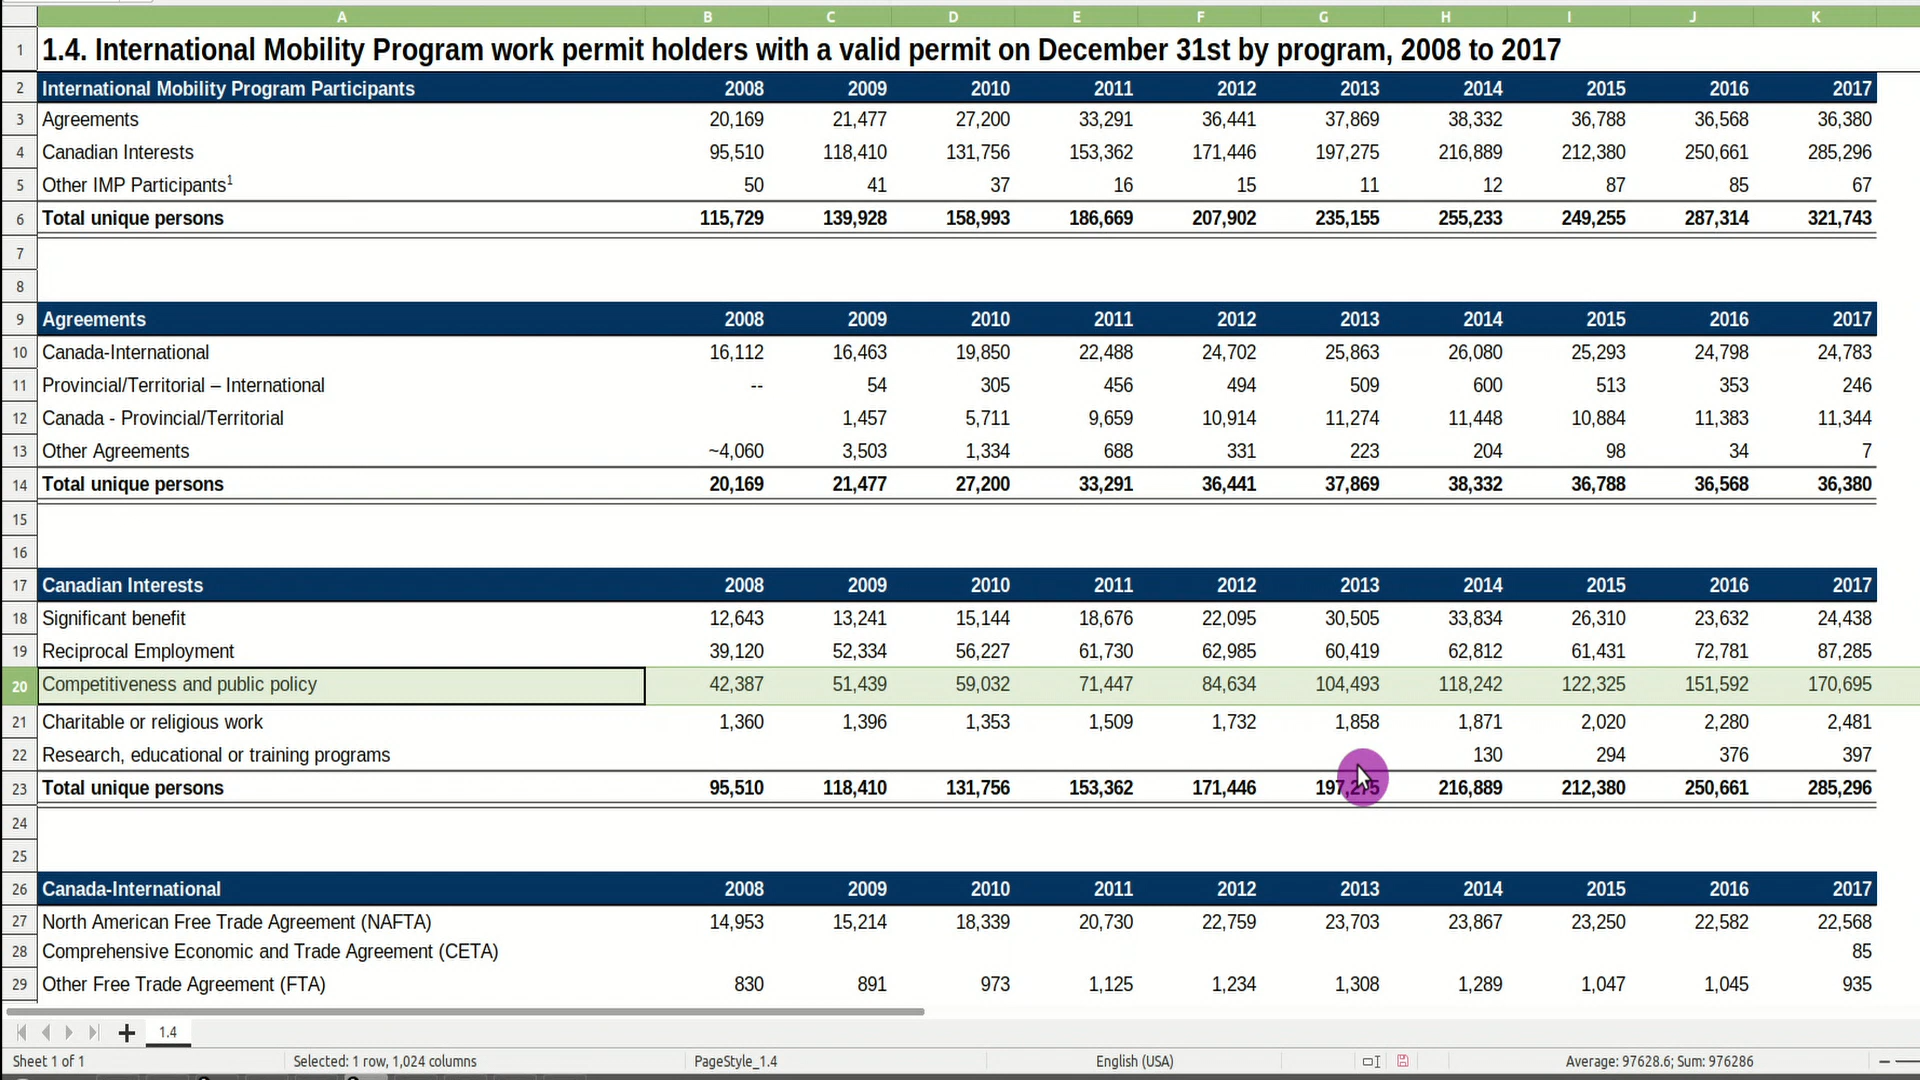 A B C D E F G H I J K
1 1.4. International Mobility Program work permit holders with a valid permit on December 31st by program, 2008 to 2017
2 International Mobility Program Participants 2008 2009 2010 2011 2012 2013 2014 2015 2016 2017
3 Agreements 20,169 21,477 27,200 33,291 36,441 37,869 38,332 36,788 36,568 36,380
4 Canadian Interests 95,510 118,410 131,756 153,362 171,446 197,275 216,889 212,380 250,661 285,296
5 Other IMP Participants¹ 50 41 37 16 15 11 12 87 85 67
6 Total unique persons 115,729 139,928 158,993 186,669 207,902 235,155 255,233 249,255 287,314 321,743
7
8
9 Agreements 2008 2009 2010 2011 2012 2013 2014 2015 2016 2017
10 Canada-International 16,112 16,463 19,850 22,488 24,702 25,863 26,080 25,293 24,798 24,783
11 Provincial/Territorial – International -- 54 305 456 494 509 600 513 353 246
12 Canada - Provincial/Territorial 1,457 5,711 9,659 10,914 11,274 11,448 10,884 11,383 11,344
13 Other Agreements ~4,060 3,503 1,334 688 331 223 204 98 34 7
14 Total unique persons 20,169 21,477 27,200 33,291 36,441 37,869 38,332 36,788 36,568 36,380
15
16
17 Canadian Interests 2008 2009 2010 2011 2012 2013 2014 2015 2016 2017
18 Significant benefit 12,643 13,241 15,144 18,676 22,095 30,505 33,834 26,310 23,632 24,438
19 Reciprocal Employment 39,120 52,334 56,227 61,730 62,985 60,419 62,812 61,431 72,781 87,285
20 Competitiveness and public policy 42,387 51,439 59,032 71,447 84,634 104,493 118,242 122,325 151,592 170,695
21 Charitable or religious work 1,360 1,396 1,353 1,509 1,732 1,858 1,871 2,020 2,280 2,481
22 Research, educational or training programs 130 294 376 397
23 Total unique persons 95,510 118,410 131,756 153,362 171,446 197,275 216,889 212,380 250,661 285,296
24
25
26 Canada-International 2008 2009 2010 2011 2012 2013 2014 2015 2016 2017
27 North American Free Trade Agreement (NAFTA) 14,953 15,214 18,339 20,730 22,759 23,703 23,867 23,250 22,582 22,568
28 Comprehensive Economic and Trade Agreement (CETA) 85
29 Other Free Trade Agreement (FTA) 830 891 973 1,125 1,234 1,308 1,289 1,047 1,045 935
1.4
Sheet 1 of 1 Selected: 1 row, 1,024 columns PageStyle_1.4 English (USA) Average: 97628.6; Sum: 976286